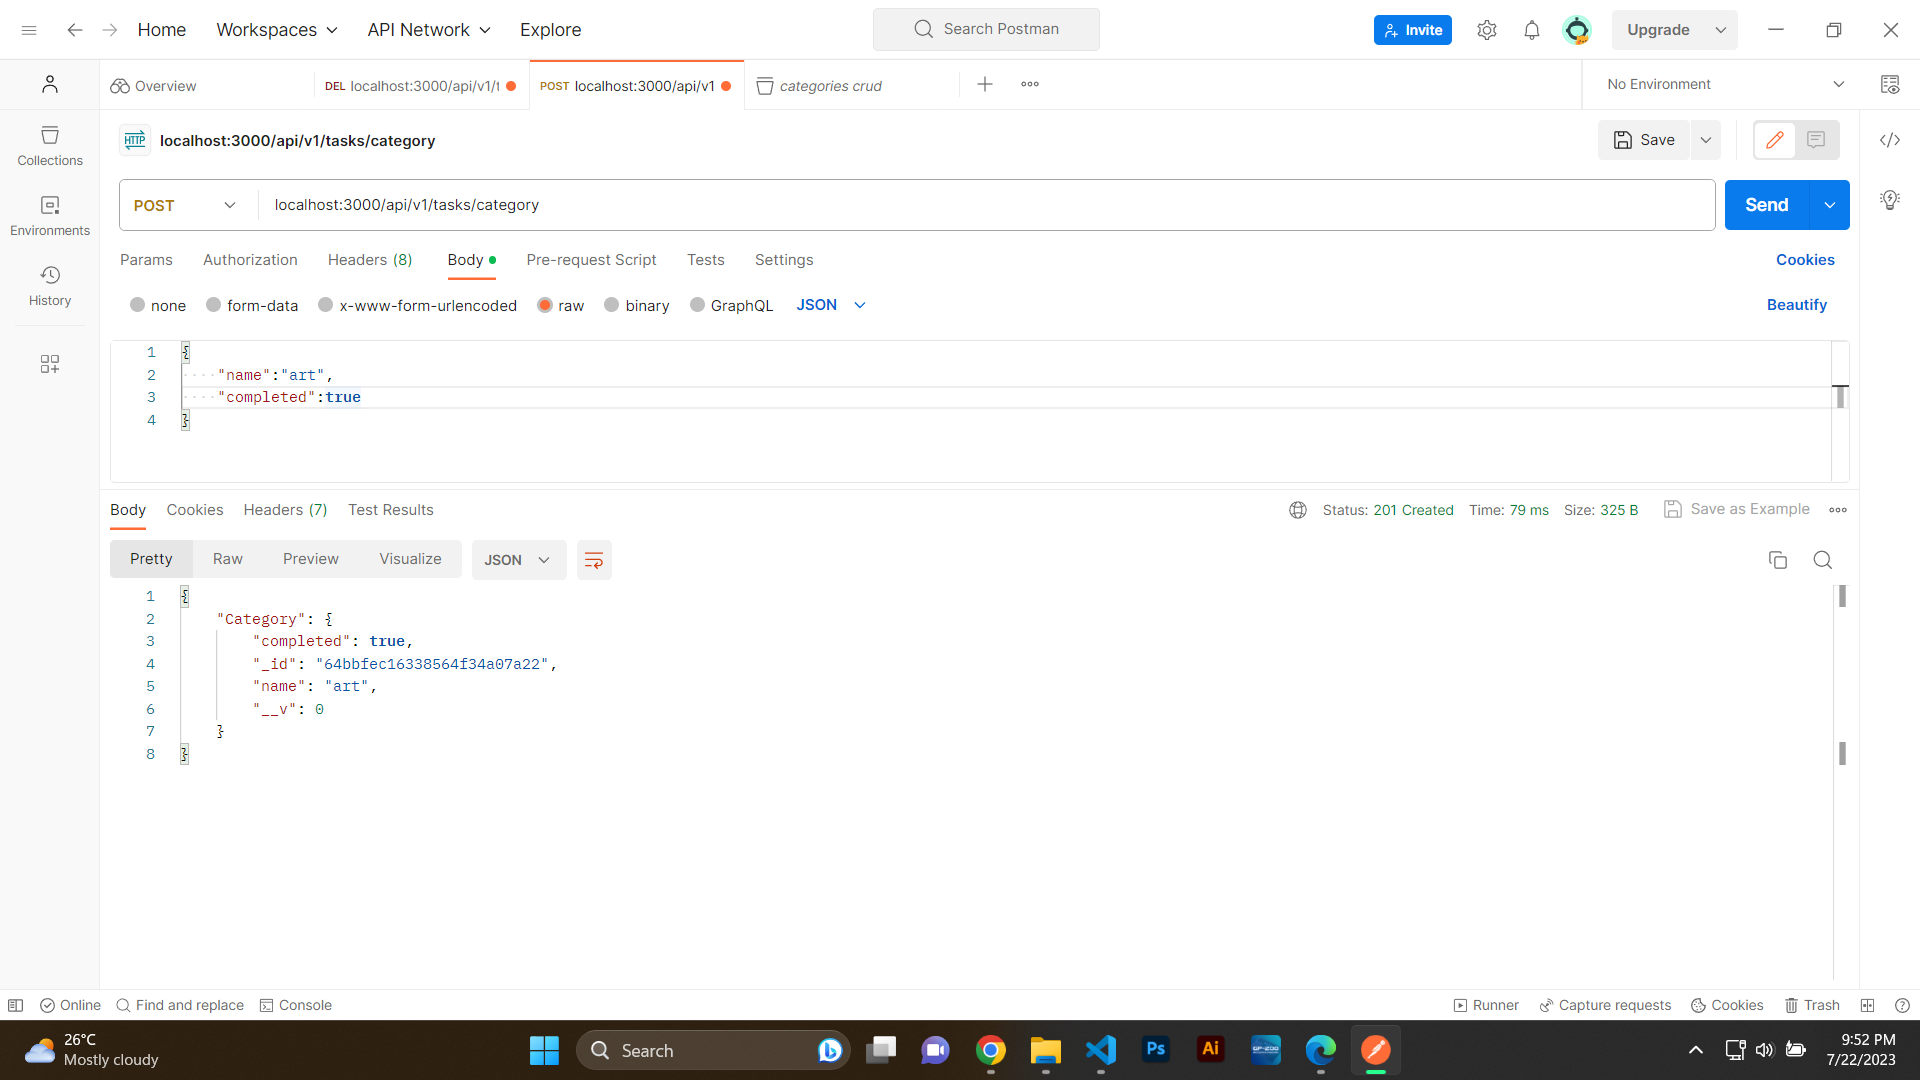 Home Workspaces API Network Explore Search Postman Invite Upgrade
Overview DEL localhost:3000/api/v1/t POST localhost:3000/api/v1 categories crud No Environment
HTTP localhost:3000/api/v1/tasks/category Save
Collections
POST localhost:3000/api/v1/tasks/category Send
Environments
Params Authorization Headers (8) Body Pre-request Script Tests Settings Cookies
History
none form-data x-www-form-urlencoded raw binary GraphQL JSON Beautify
1 {
2 "name":"art",
3 "completed":true
4 }
Body Cookies Headers (7) Test Results Status: 201 Created Time: 79 ms Size: 325 B Save as Example
Pretty Raw Preview Visualize JSON
1 {
2 "Category": {
3 "completed": true,
4 "_id": "64bbfec16338564f34a07a22",
5 "name": "art",
6 "__v": 0
7 }
8 }
Online Find and replace Console Runner Capture requests Cookies Trash
26°C
Mostly cloudy
Search
Ps
Ai
9:52 PM
7/22/2023